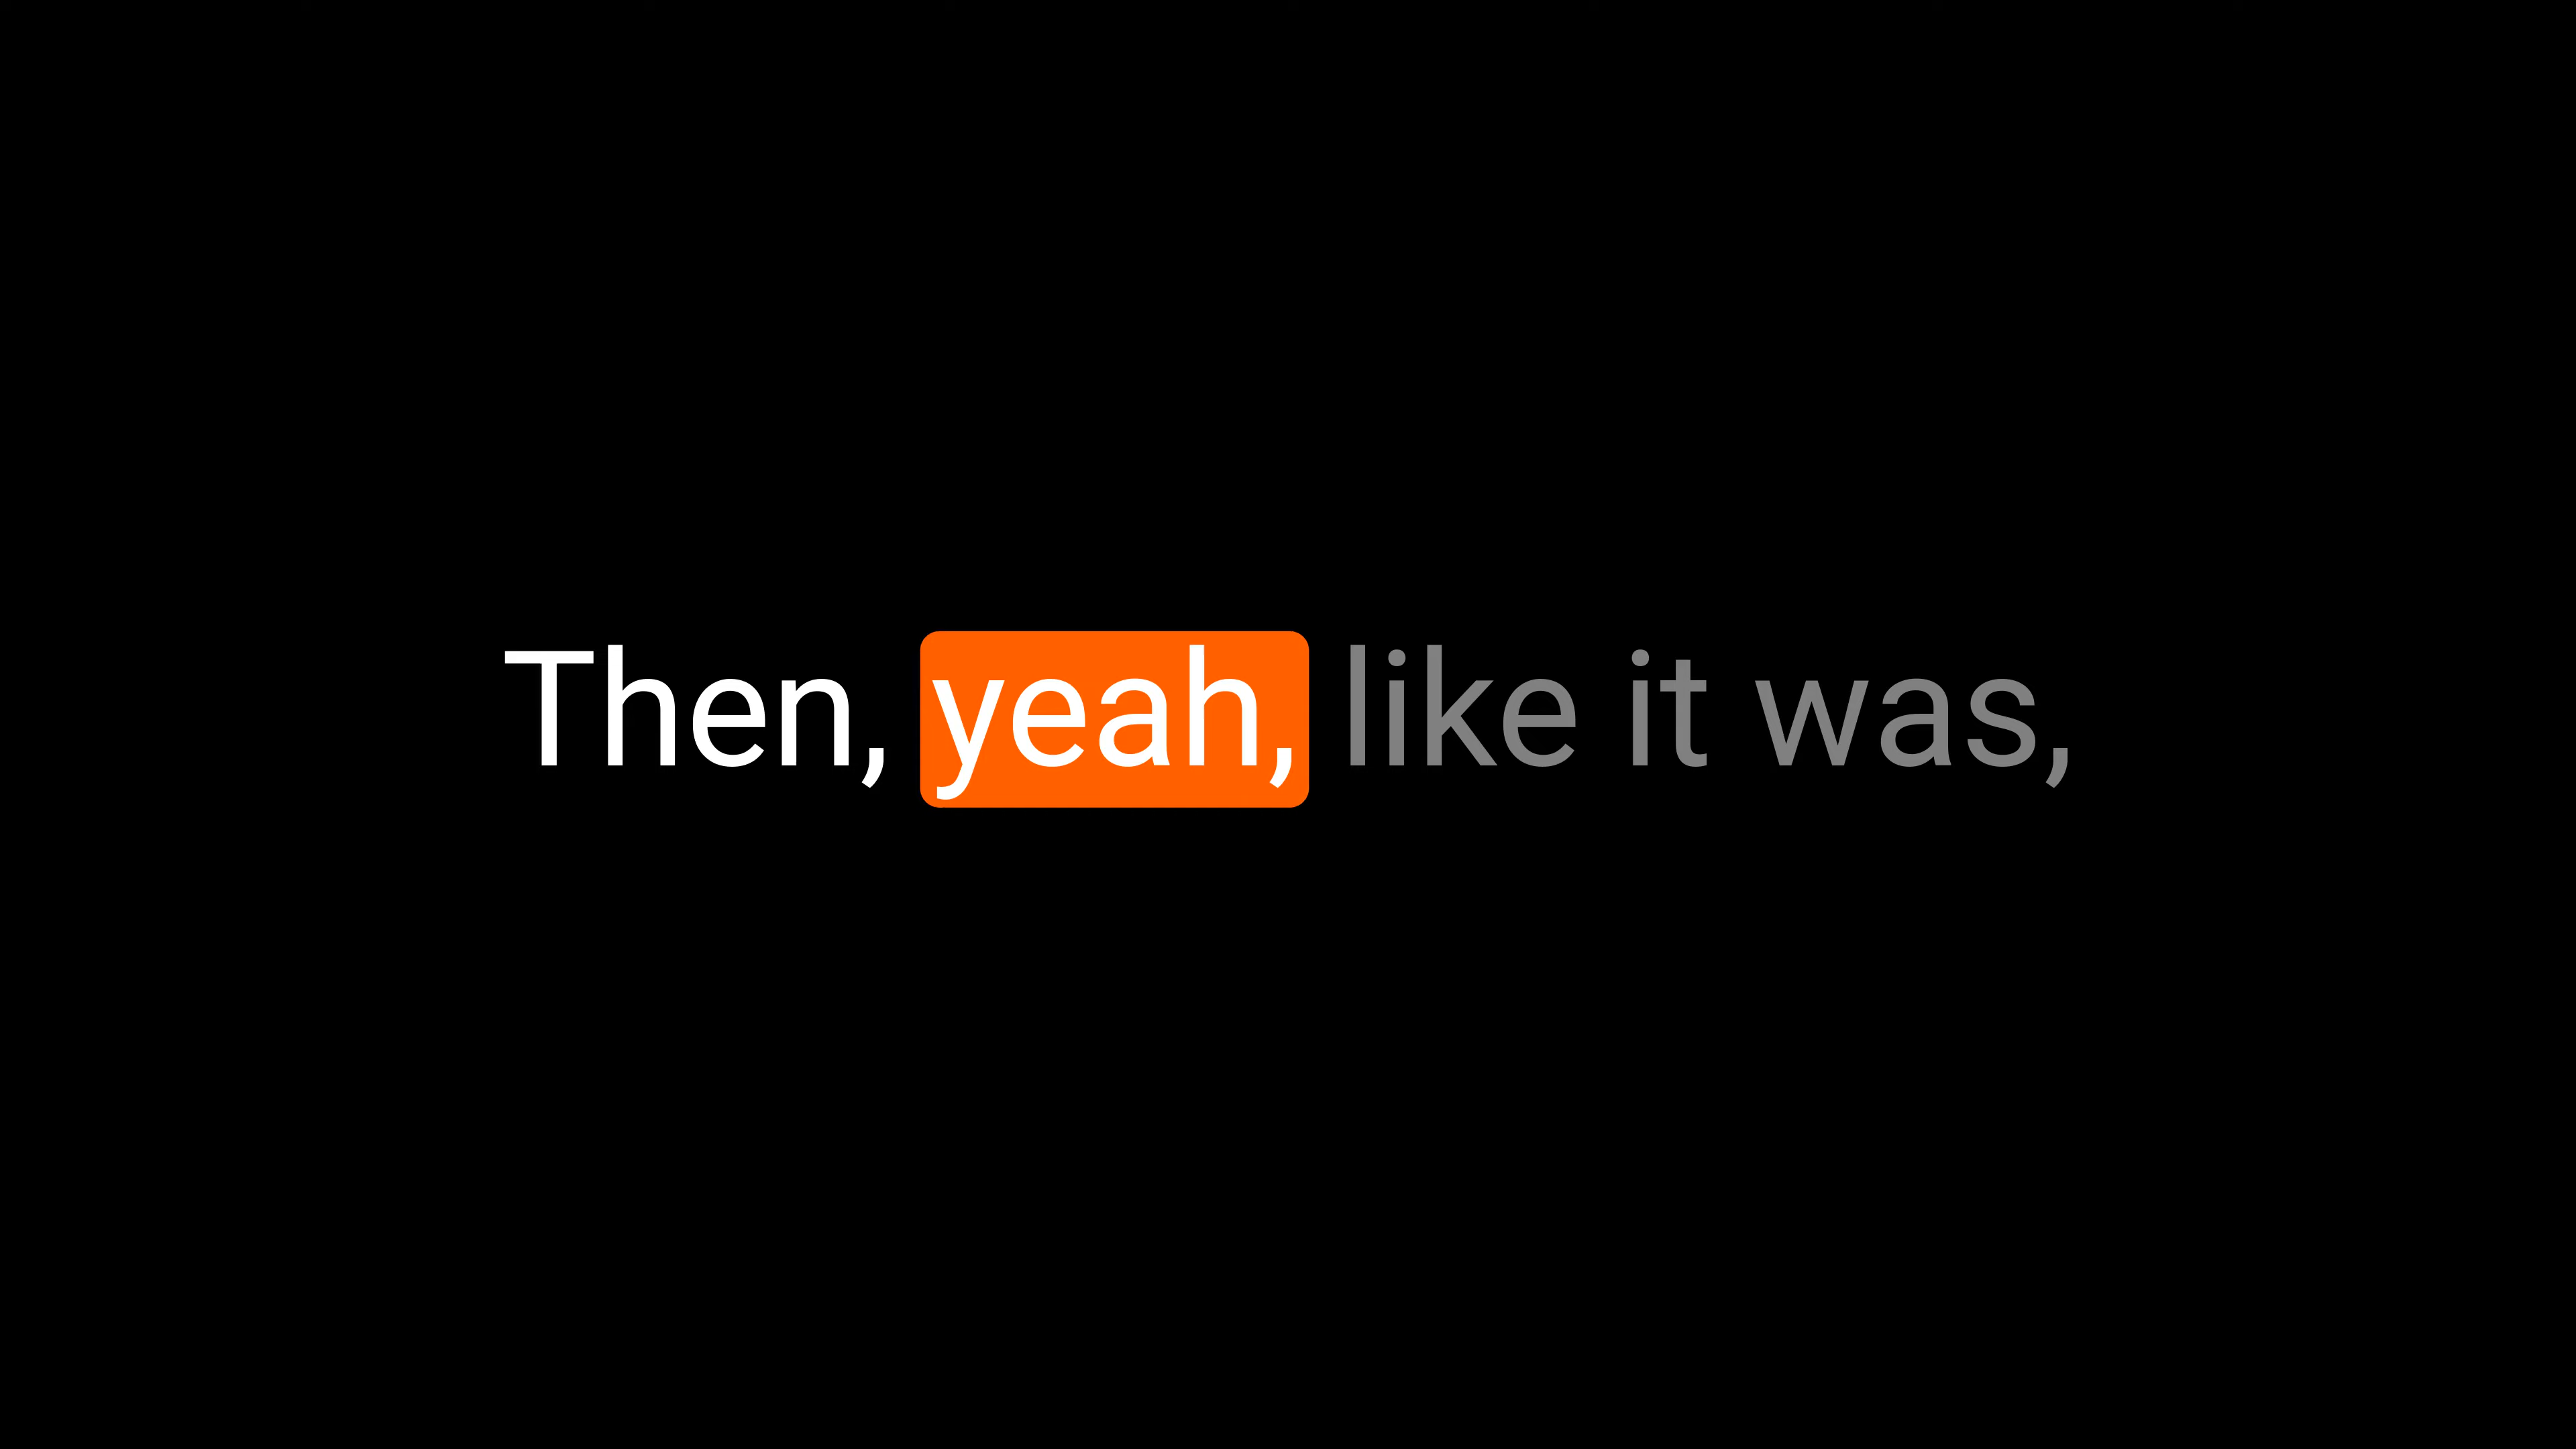 Then, yeah, like it was,